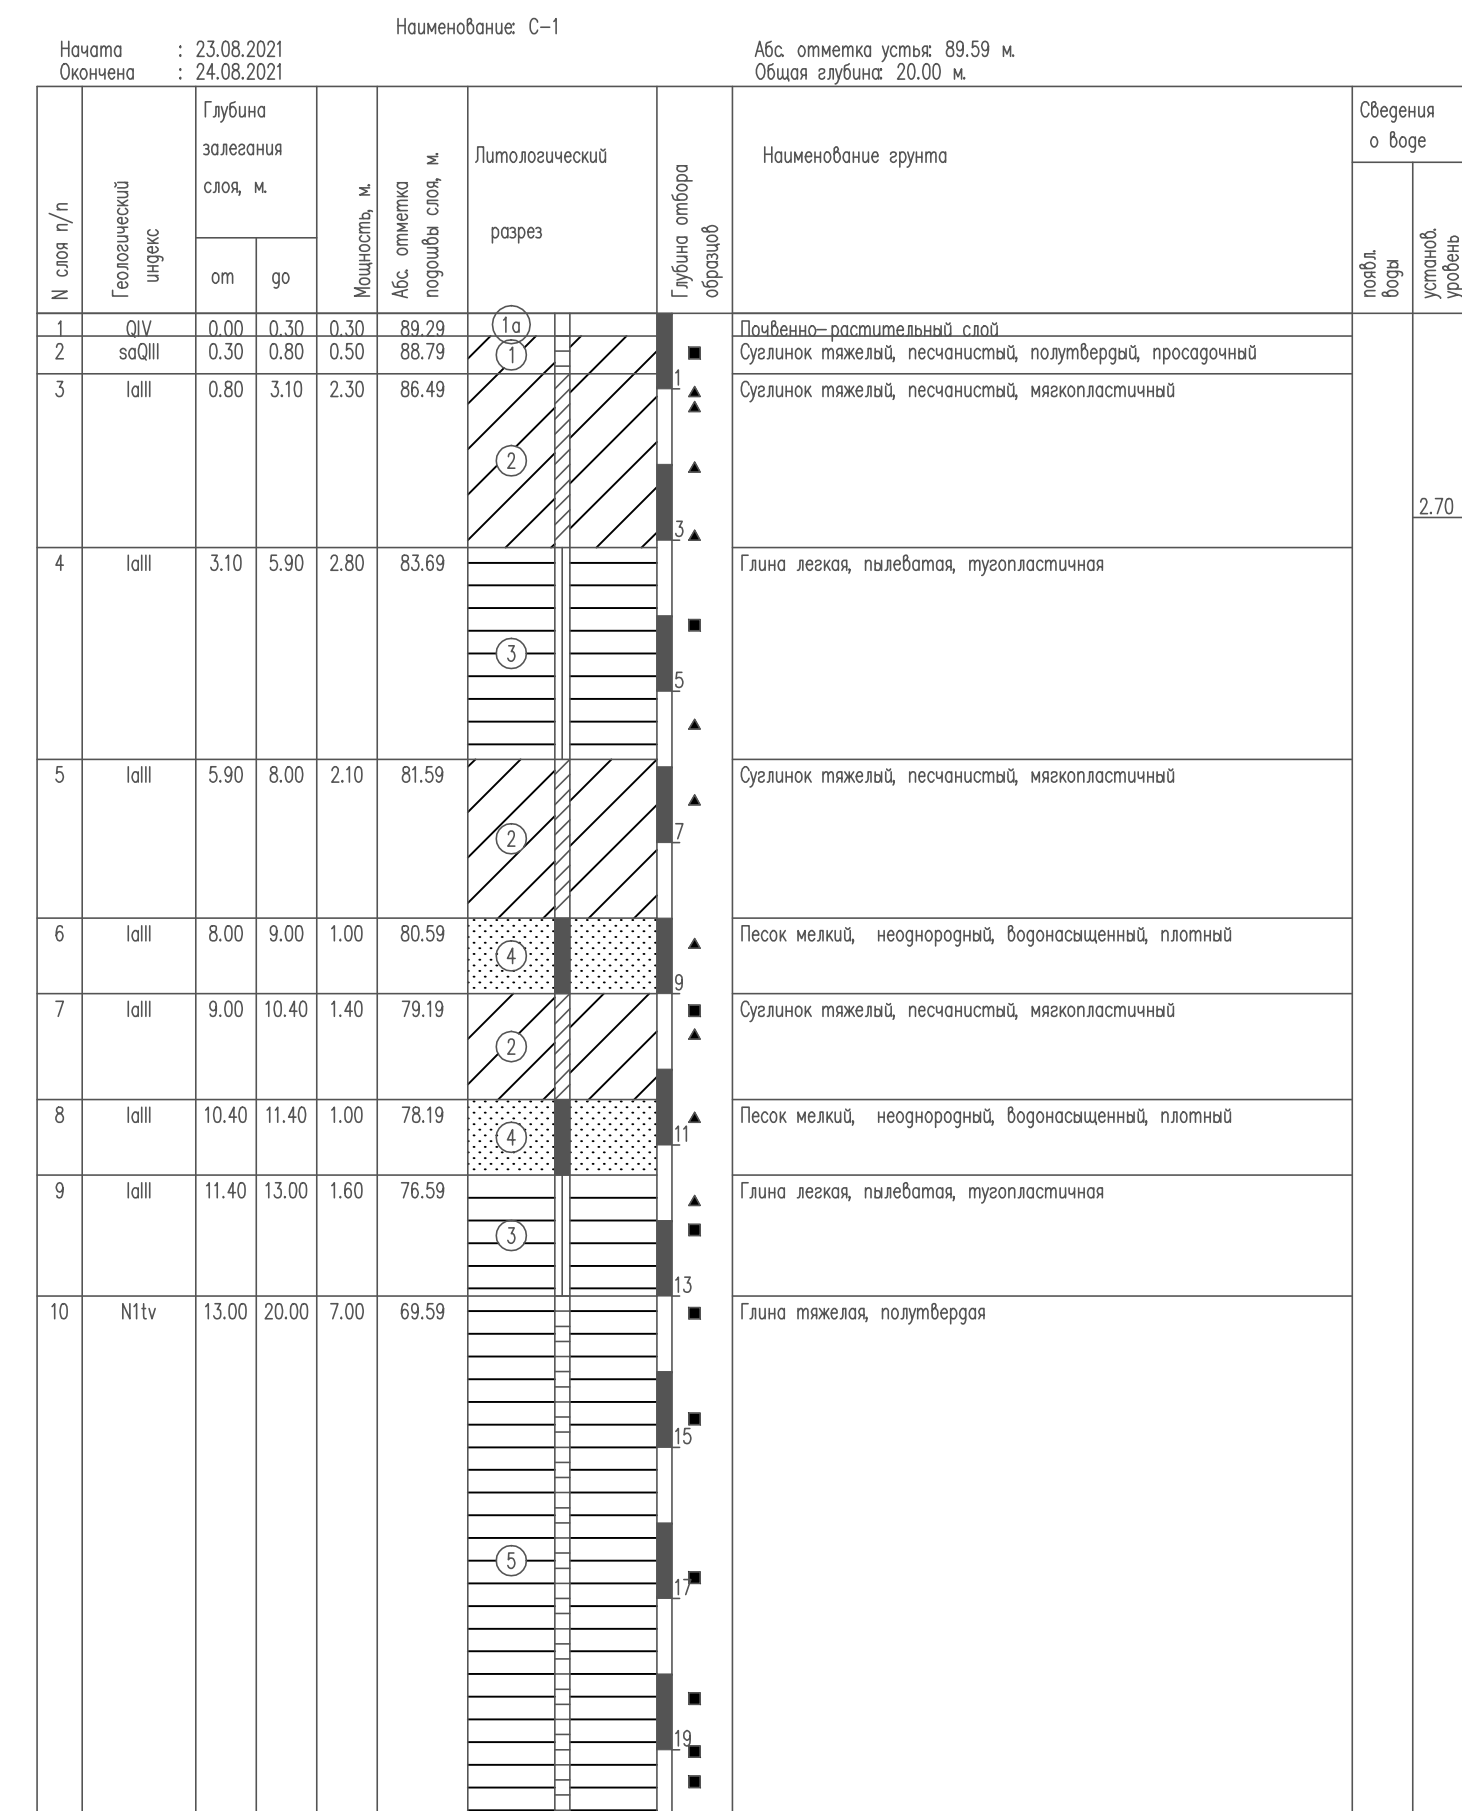 Наименование: С-1
Начата : 23.08.2021
Абс. отметка устья: 89.59 м.
Окончена : 24.08.2021
Общая глубина: 20.00 м.
N слоя п/п
Геологический
индекс
Глубина
залегания
слоя, м.
от до
Мощность, м.
Абс. отметка
подошвы слоя, м.
Литологический
разрез
Глубина отбора
образцов
Наименование грунта
Сведения
о воде
появл.
воды
установ.
уровень
1 QIV 0.00 0.30 0.30 89.29 1а Почвенно-растительный слой
2 saQIII 0.30 0.80 0.50 88.79 1 Суглинок тяжелый, песчанистый, полутвердый, просадочный
1
3 IaIII 0.80 3.10 2.30 86.49 Суглинок тяжелый, песчанистый, мягкопластичный
2
2.70
3
4 IaIII 3.10 5.90 2.80 83.69 Глина легкая, пылеватая, тугопластичная
3
5
5 IaIII 5.90 8.00 2.10 81.59 Суглинок тяжелый, песчанистый, мягкопластичный
2 7
6 IaIII 8.00 9.00 1.00 80.59 Песок мелкий, неоднородный, водонасыщенный, плотный
4
9
7 IaIII 9.00 10.40 1.40 79.19 Суглинок тяжелый, песчанистый, мягкопластичный
2
8 IaIII 10.40 11.40 1.00 78.19 Песок мелкий, неоднородный, водонасыщенный, плотный
4 11
9 IaIII 11.40 13.00 1.60 76.59 Глина легкая, пылеватая, тугопластичная
3
13
10 N1tv 13.00 20.00 7.00 69.59 Глина тяжелая, полутвердая
15
5
17
19